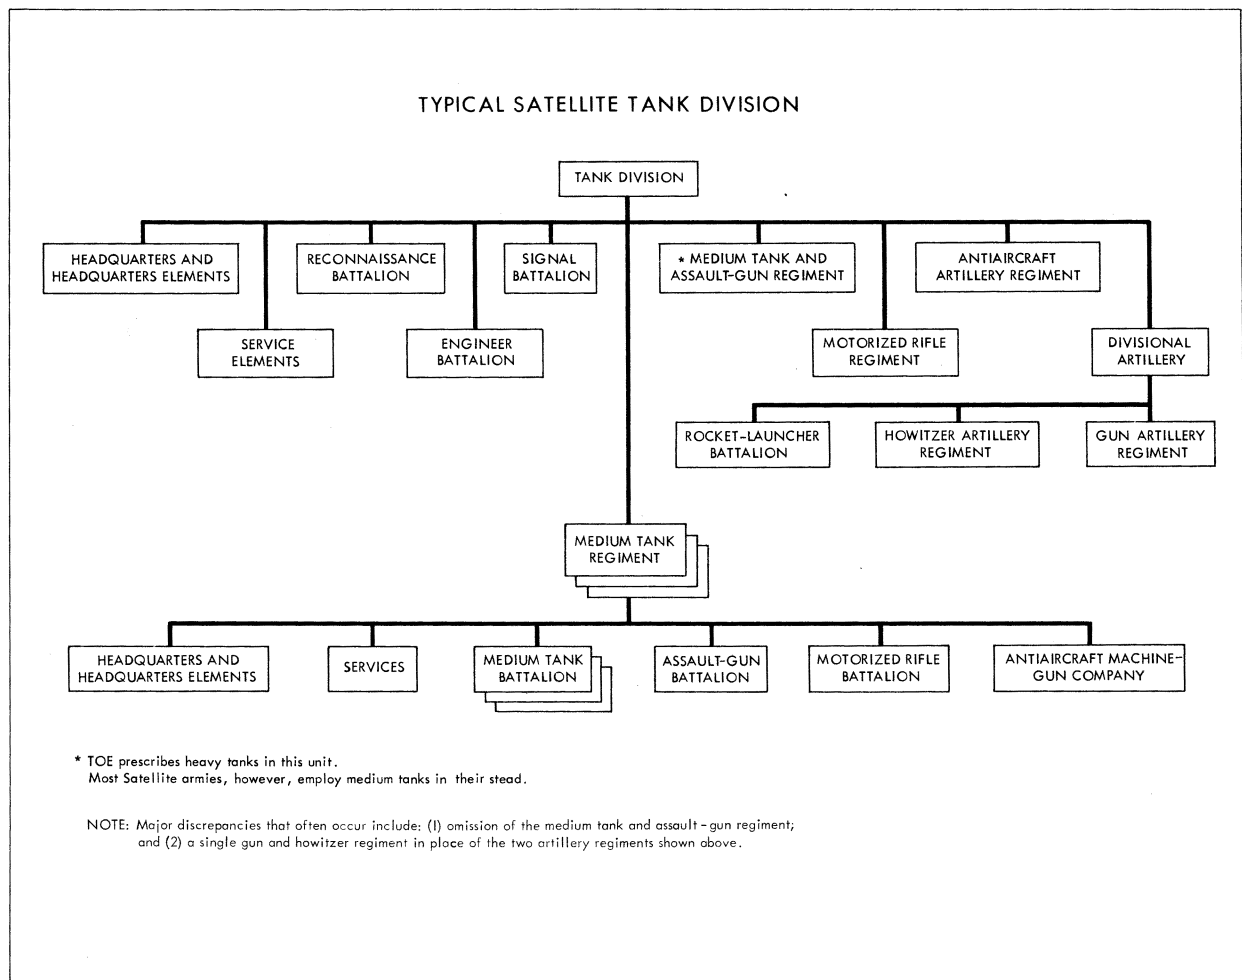 TYPICAL SATELLITE TANK DIVISION
TANK DIVISION
HEADQUARTERS AND
HEADQUARTERS ELEMENTS
RECONNAISSANCE
BATTALION
SIGNAL
BATTALION
* MEDIUM TANK AND
ASSAULT-GUN REGIMENT
ANTIAIRCRAFT
ARTILLERY REGIMENT
SERVICE
ELEMENTS
ENGINEER
BATTALION
MOTORIZED RIFLE
REGIMENT
DIVISIONAL
ARTILLERY
ROCKET-LAUNCHER
BATTALION
HOWITZER ARTILLERY
REGIMENT
GUN ARTILLERY
REGIMENT
MEDIUM TANK
REGIMENT
HEADQUARTERS AND
HEADQUARTERS ELEMENTS
SERVICES
MEDIUM TANK
BATTALION
ASSAULT-GUN
BATTALION
MOTORIZED RIFLE
BATTALION
ANTIAIRCRAFT MACHINE-
GUN COMPANY
* TOE prescribes heavy tanks in this unit.
Most Satellite armies, however, employ medium tanks in their stead.
NOTE: Major discrepancies that often occur include: (1) omission of the medium tank and assault-gun regiment;
and (2) a single gun and howitzer regiment in place of the two artillery regiments shown above.